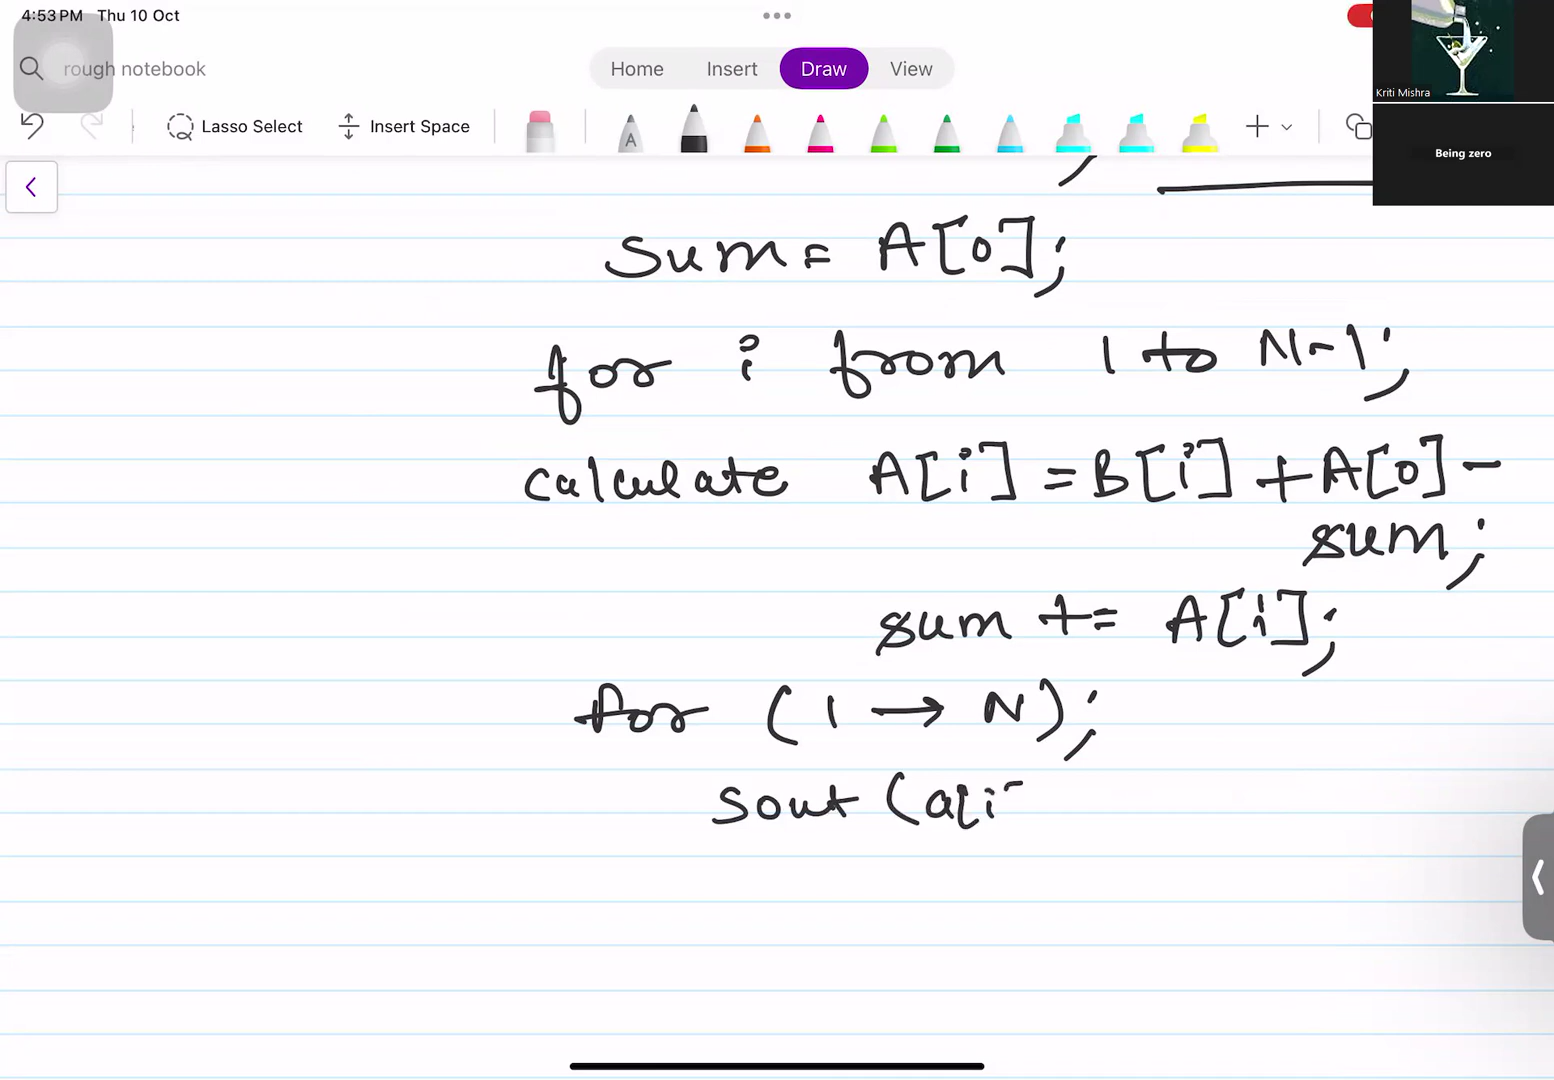 4:53 PM Thu 10 Oct
rough notebook
Home Insert Draw View
Kriti Mishra
Lasso Select Insert Space
A
Being zero
;
sum = A[0];
for i from 1 to N-1;
calculate A[i] = B[i] + A[0] -
sum;
sum += A[i];
for (1 → N);
sout (a[i